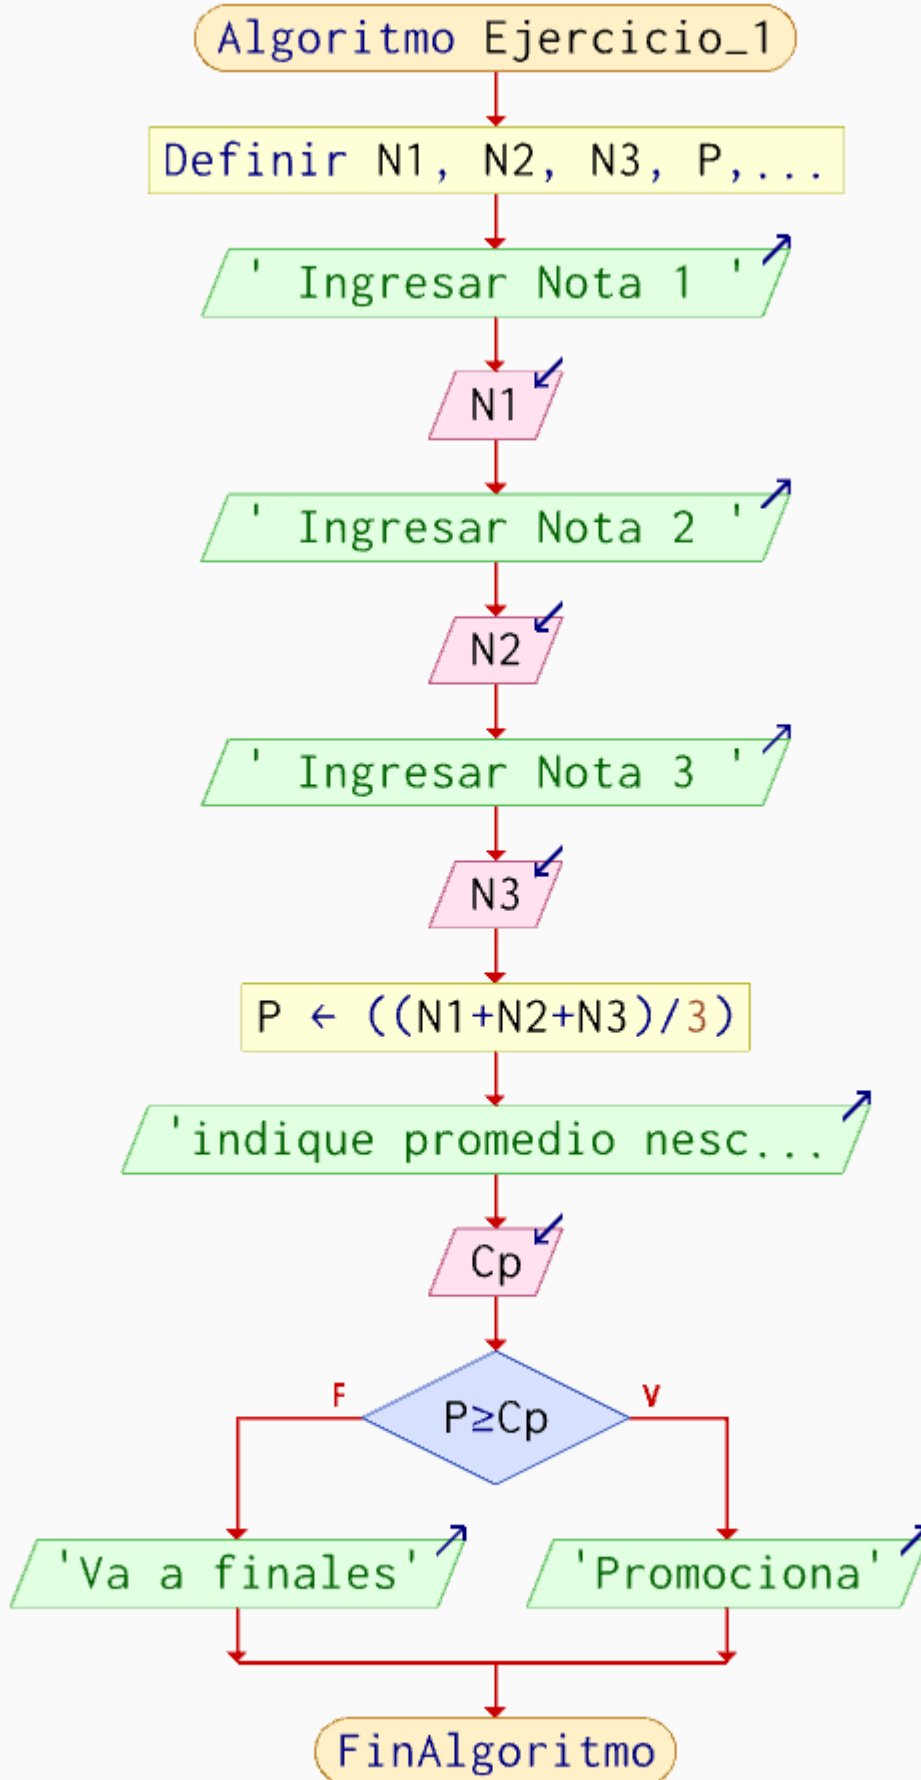 Algoritmo Ejercicio_1
Definir N1, N2, N3, P,...
' Ingresar Nota 1 '
N1
' Ingresar Nota 2 '
N2
' Ingresar Nota 3 '
N3
P ← ((N1+N2+N3)/3)
'indique promedio nesc...
Cp
P≥Cp
F
V
'Va a finales'
'Promociona'
FinAlgoritmo